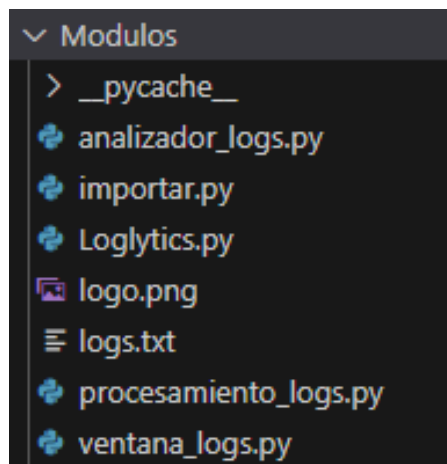 Modulos
__pycache__
analizador_logs.py
importar.py
Loglytics.py
logo.png
logs.txt
procesamiento_logs.py
ventana_logs.py